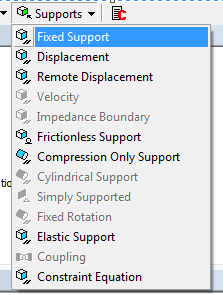 Supports
Fixed Support
Displacement
Remote Displacement
Velocity
Impedance Boundary
Frictionless Support
Compression Only Support
Cylindrical Support
Simply Supported
Fixed Rotation
Elastic Support
Coupling
Constraint Equation